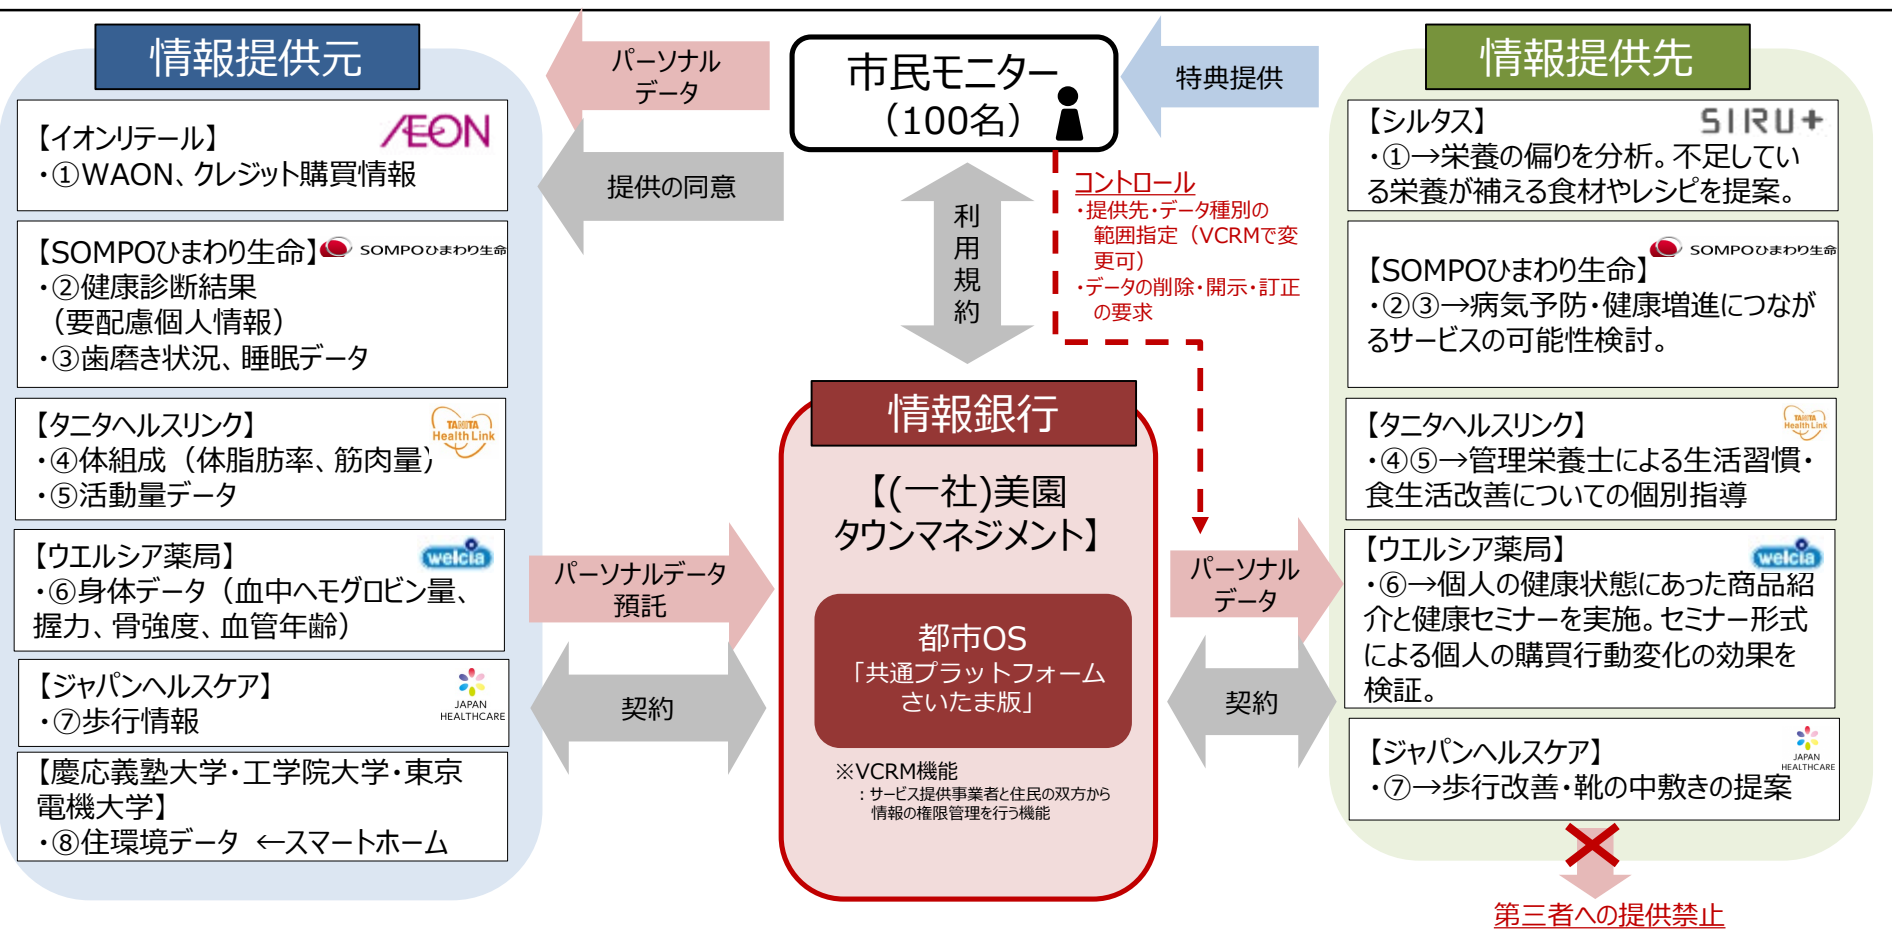 情報提供元
【イオンリテール】
ÆON
・①WAON、クレジット購買情報
【SOMPOひまわり生命】
SOMPOひまわり生命
・②健康診断結果
（要配慮個人情報）
・③歯磨き状況、睡眠データ
【タニタヘルスリンク】
TANITA
Health Link
・④体組成（体脂肪率、筋肉量）
・⑤活動量データ
【ウエルシア薬局】
welcia
・⑥身体データ（血中ヘモグロビン量、
握力、骨強度、血管年齢）
【ジャパンヘルスケア】
JAPAN
HEALTHCARE
・⑦歩行情報
【慶応義塾大学・工学院大学・東京
電機大学】
・⑧住環境データ ←スマートホーム
パーソナル
データ
提供の同意
パーソナルデータ
預託
契約
市民モニター
（100名）
特典提供
利用規約
コントロール
・提供先・データ種別の
範囲指定（VCRMで変
更可）
・データの削除・開示・訂正
の要求
情報銀行
【(一社)美園
タウンマネジメント】
都市OS
「共通プラットフォーム
さいたま版」
※VCRM機能
：サービス提供事業者と住民の双方から
情報の権限管理を行う機能
パーソナル
データ
契約
情報提供先
【シルタス】
SIRU+
・①→栄養の偏りを分析。不足してい
る栄養が補える食材やレシピを提案。
SOMPOひまわり生命
【SOMPOひまわり生命】
・②③→病気予防・健康増進につなが
るサービスの可能性検討。
【タニタヘルスリンク】
TANITA
Health Link
・④⑤→管理栄養士による生活習慣・
食生活改善についての個別指導
【ウエルシア薬局】
welcia
・⑥→個人の健康状態にあった商品紹
介と健康セミナーを実施。セミナー形式
による個人の購買行動変化の効果を
検証。
【ジャパンヘルスケア】
JAPAN
HEALTHCARE
・⑦→歩行改善・靴の中敷きの提案
第三者への提供禁止